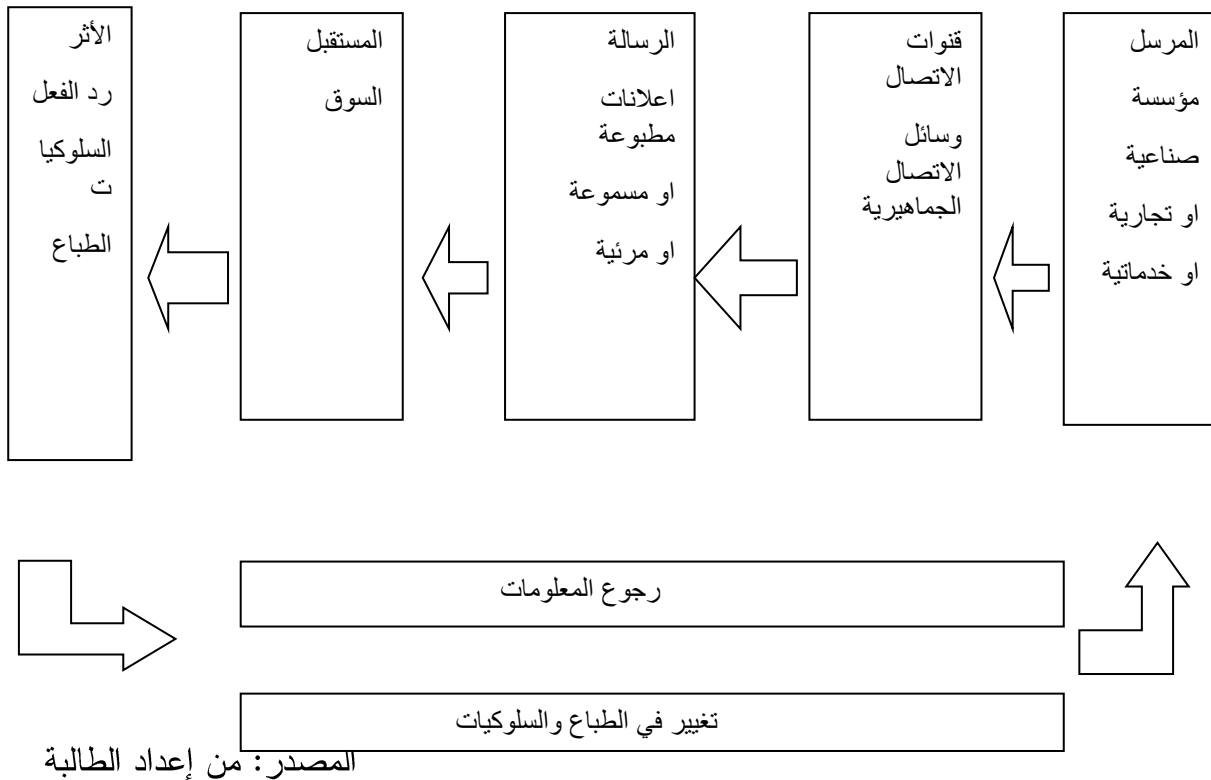 المرسل
مؤسسة
صناعية
او تجارية
او خدماتية
قنوات
الاتصال
وسائل
الاتصال
الجماهيرية
الرسالة
اعلانات
مطبوعة
او مسموعة
او مرئية
المستقبل
السوق
الأثر
رد الفعل
السلوكيا
ت
الطباع
رجوع المعلومات
تغيير في الطباع والسلوكيات
المصدر: من إعداد الطالبة